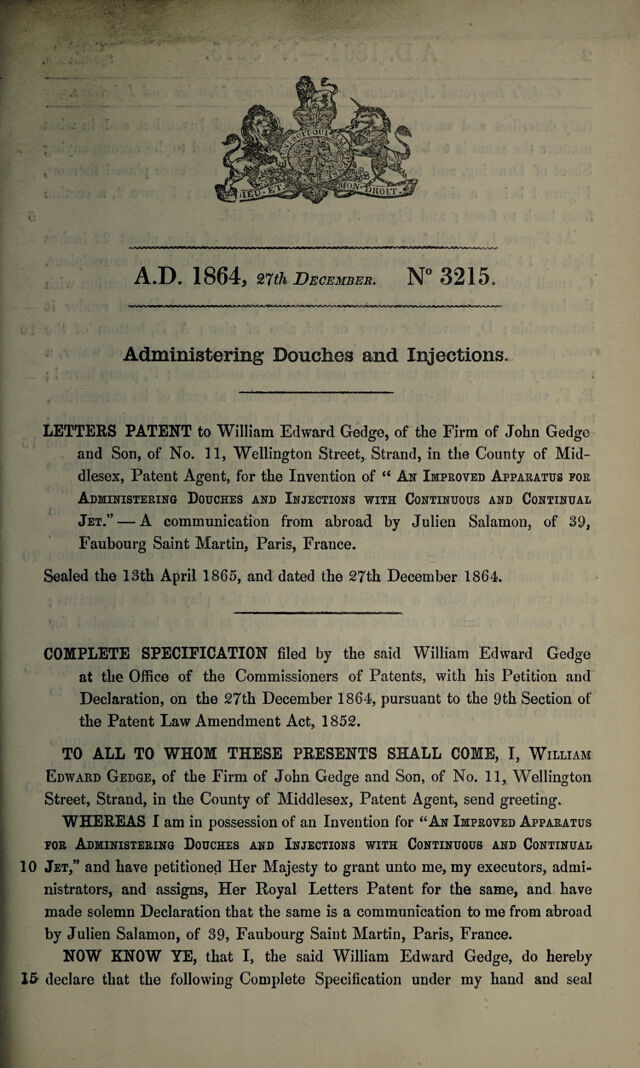 DIEU·ET· MON·DROIT·
A.D. 1864, 27th DECEMBER. N° 3215.
Administering Douches and Injections.
LETTERS PATENT to William Edward Gedge, of the Firm of John Gedge
and Son, of No. 11, Wellington Street, Strand, in the County of Mid-
dlesex, Patent Agent, for the Invention of “ AN IMPROVED APPARATUS FOR
ADMINISTERING DOUCHES AND INJECTIONS WITH CONTINUOUS AND CONTINUAL
JET.” — A communication from abroad by Julien Salamon, of 39,
Faubourg Saint Martin, Paris, France.
Sealed the 13th April 1865, and dated the 27th December 1864.
COMPLETE SPECIFICATION filed by the said William Edward Gedge
at the Office of the Commissioners of Patents, with his Petition and
Declaration, on the 27th December 1864, pursuant to the 9th Section of
the Patent Law Amendment Act, 1852.
TO ALL TO WHOM THESE PRESENTS SHALL COME, I, WILLIAM
EDWARD GEDGE, of the Firm of John Gedge and Son, of No. 11, Wellington
Street, Strand, in the County of Middlesex, Patent Agent, send greeting.
WHEREAS I am in possession of an Invention for “AN IMPROVED APPARATUS
FOR ADMINISTERING DOUCHES AND INJECTIONS WITH CONTINUOUS AND CONTINUAL
10 JET,” and have petitioned Her Majesty to grant unto me, my executors, admi-
nistrators, and assigns, Her Royal Letters Patent for the same, and have
made solemn Declaration that the same is a communication to me from abroad
by Julien Salamon, of 39, Faubourg Saint Martin, Paris, France.
NOW KNOW YE, that I, the said William Edward Gedge, do hereby
15 declare that the following Complete Specification under my hand and seal